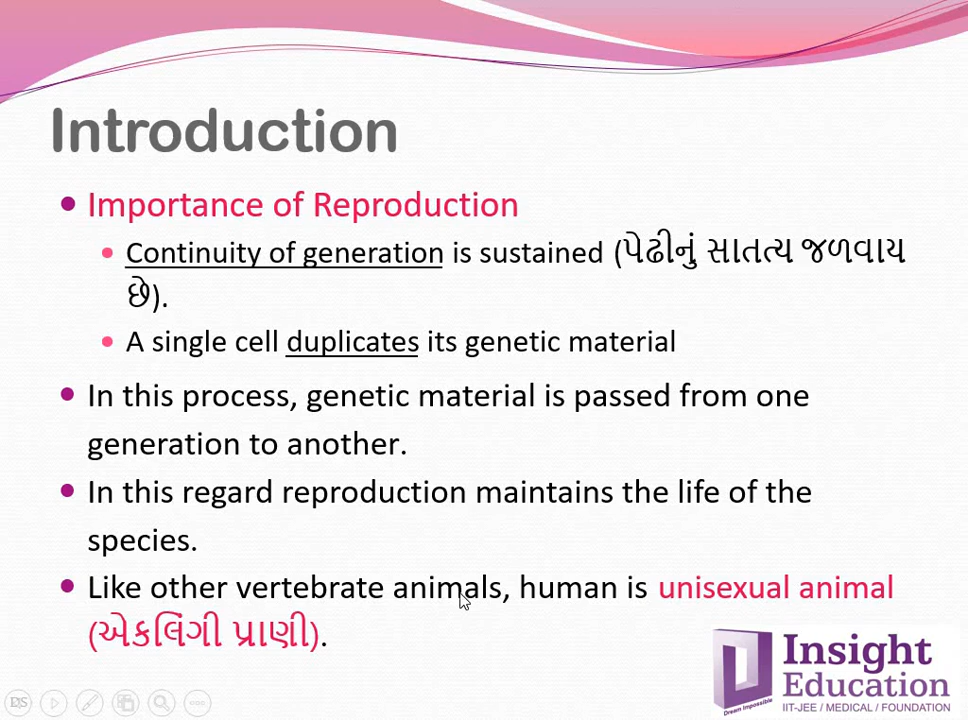 Introduction
Importance of Reproduction
Continuity of generation is sustained (પેઢીનું સાતત્ય જળવાય
છે).
A single cell duplicates its genetic material
In this process, genetic material is passed from one
generation to another.
In this regard reproduction maintains the life of the
species.
Like other vertebrate animals, human is unisexual animal
(એકલિંગી પ્રાણી).
Insight
Education
Dream Impossible
IIT-JEE / MEDICAL / FOUNDATION